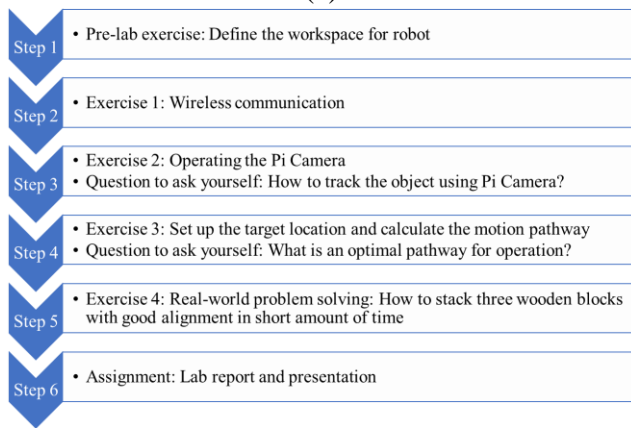 Step 1
• Pre-lab exercise: Define the workspace for robot
Step 2
• Exercise 1: Wireless communication
Step 3
• Exercise 2: Operating the Pi Camera
• Question to ask yourself: How to track the object using Pi Camera?
Step 4
• Exercise 3: Set up the target location and calculate the motion pathway
• Question to ask yourself: What is an optimal pathway for operation?
Step 5
• Exercise 4: Real-world problem solving: How to stack three wooden blocks
with good alignment in short amount of time
Step 6
• Assignment: Lab report and presentation